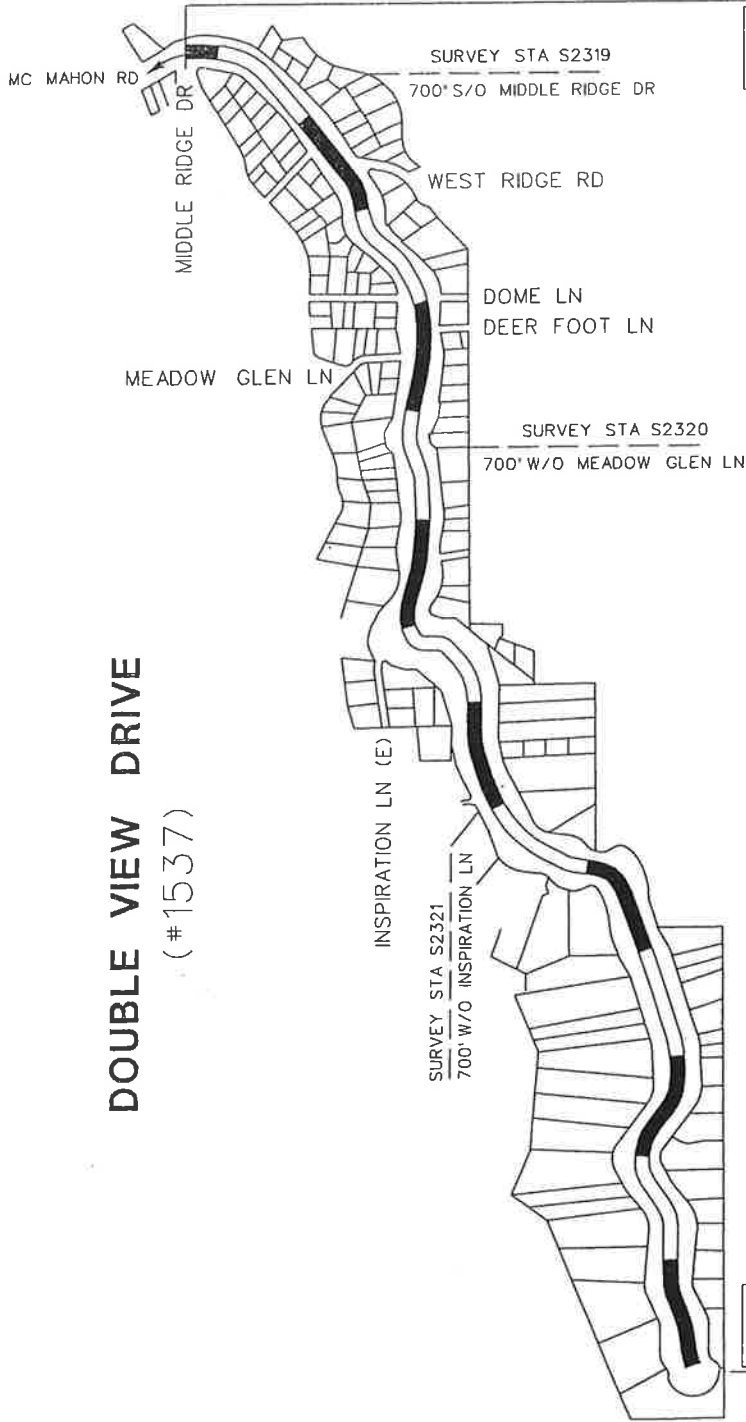 SURVEY STA S2319
MC MAHON RD
700' S/O MIDDLE RIDGE DR
MIDDLE RIDGE DR
WEST RIDGE RD
DOME LN
DEER FOOT LN
MEADOW GLEN LN
SURVEY STA S2320
700' W/O MEADOW GLEN LN
DOUBLE VIEW DRIVE
(#1537)
INSPIRATION LN (E)
SURVEY STA S2321
700' W/O INSPIRATION LN